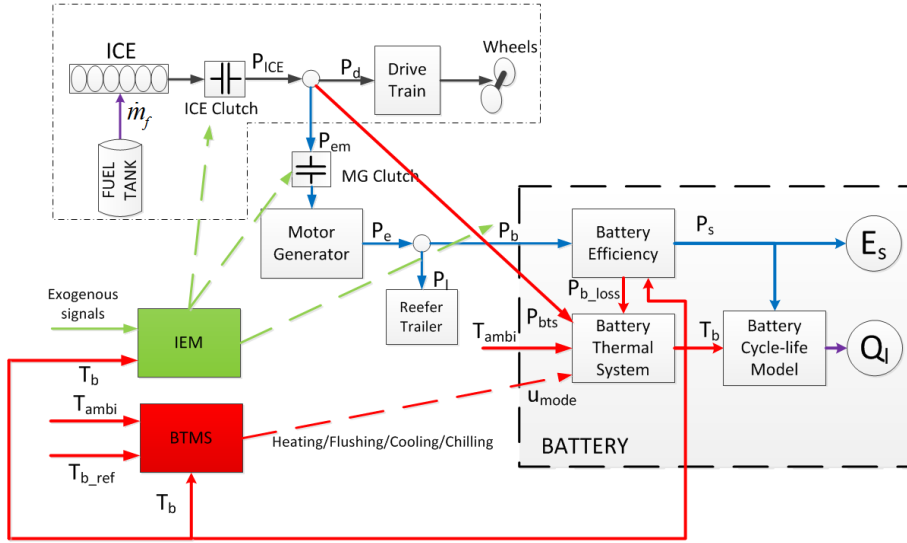 ICE
P_ICE
P_d
Drive
Train
Wheels
ICE Clutch
ṁ_f
FUEL
TANK
P_em
MG Clutch
Motor
Generator
P_e
P_b
P_l
Reefer
Trailer
Battery
Efficiency
P_s
E_s
P_b_loss
P_bts
Exogenous
signals
IEM
T_ambi
Battery
Thermal
System
T_b
Battery
Cycle-life
Model
Q_l
T_b
T_ambi
u_mode
BTMS
Heating/Flushing/Cooling/Chilling
BATTERY
T_b_ref
T_b